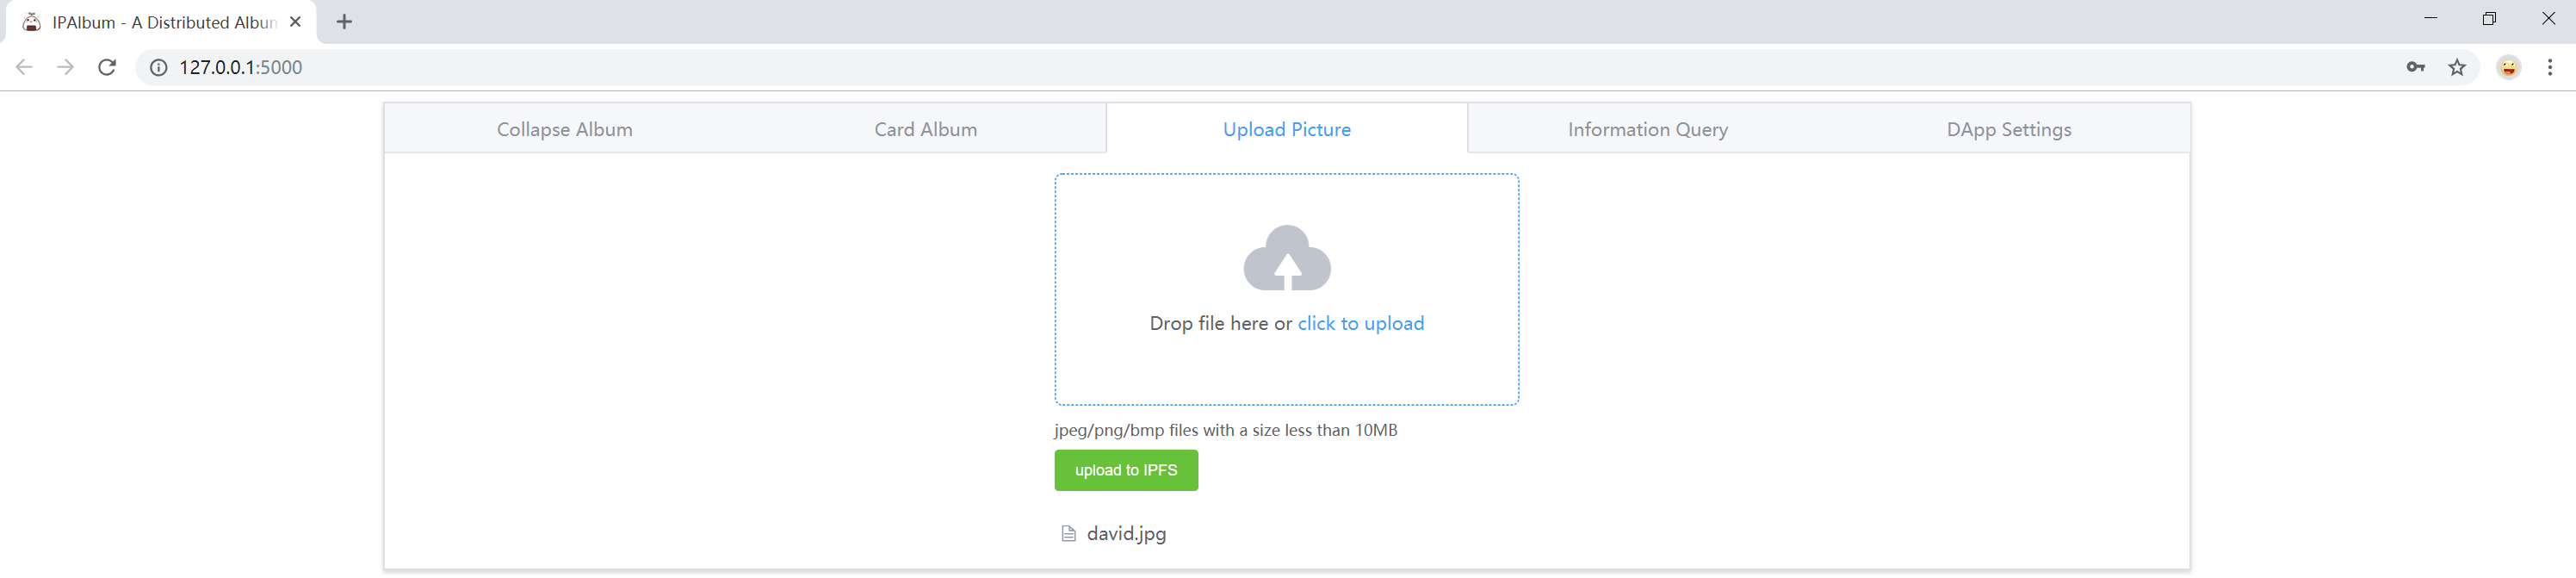 IPAlbum - A Distributed Album
127.0.0.1:5000
Collapse Album
Card Album
Upload Picture
Information Query
DApp Settings
Drop file here or click to upload
jpeg/png/bmp files with a size less than 10MB
upload to IPFS
david.jpg